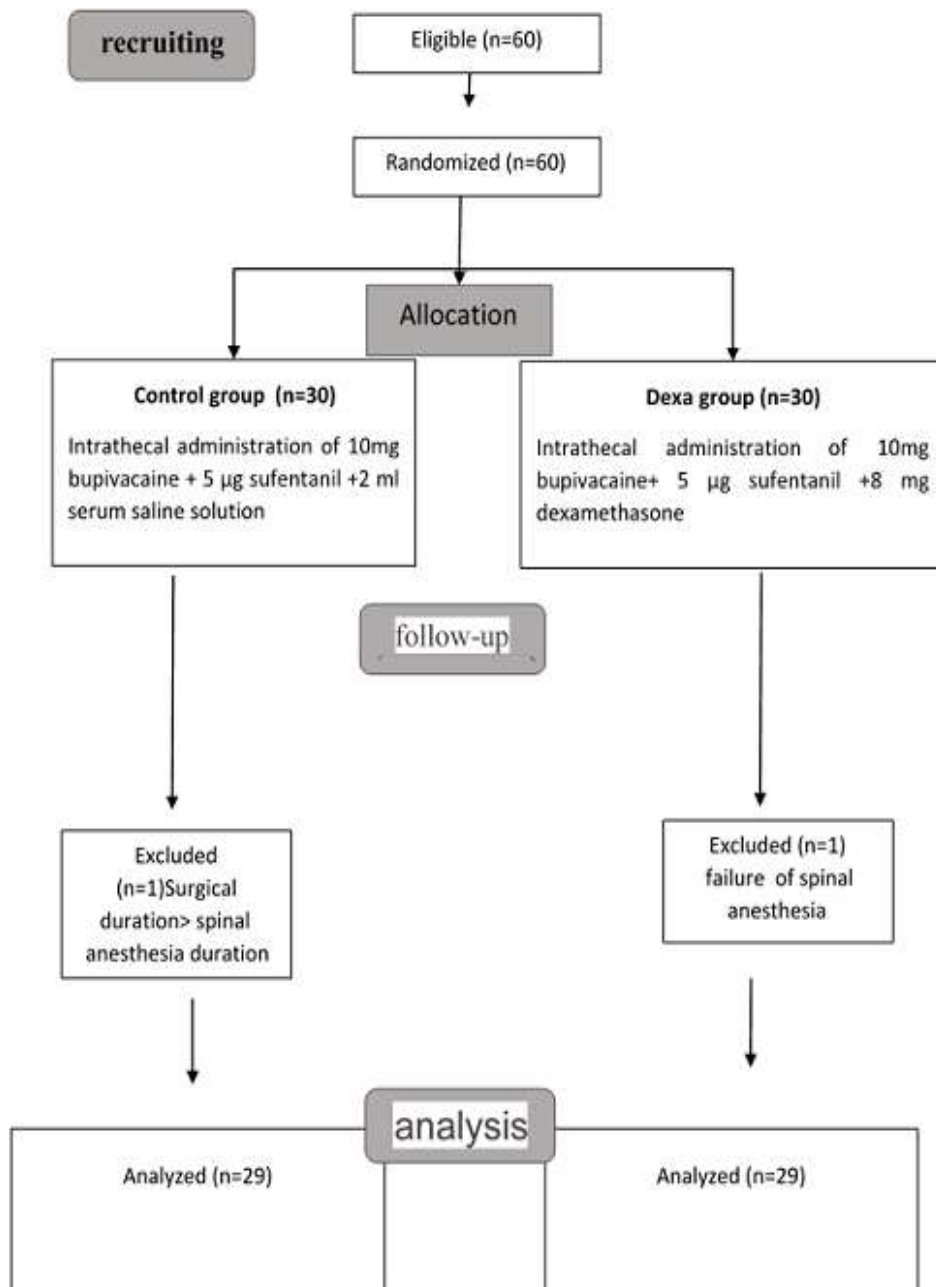 recruiting
Eligible (n=60)
Randomized (n=60)
Allocation
Control group (n=30)
Intrathecal administration of 10mg
bupivacaine + 5 µg sufentanil +2 ml
serum saline solution
Dexa group (n=30)
Intrathecal administration of 10mg
bupivacaine+ 5 µg sufentanil +8 mg
dexamethasone
follow-up
Excluded
(n=1)Surgical
duration> spinal
anesthesia duration
Excluded (n=1)
failure of spinal
anesthesia
analysis
Analyzed (n=29)
Analyzed (n=29)